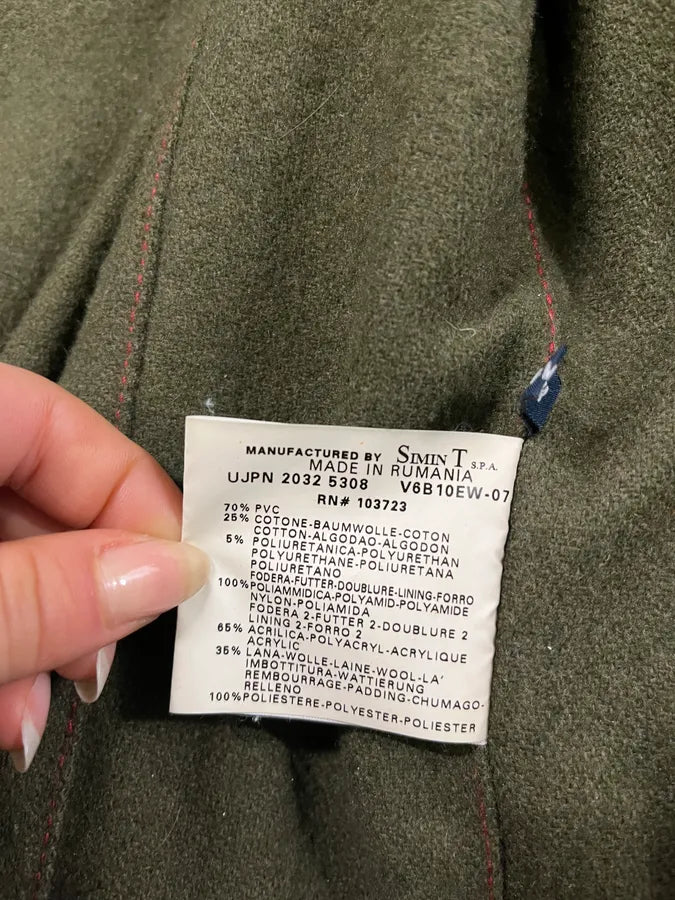 MANUFACTURED BY SIMIN T S.P.A.
MADE IN RUMANIA
UJPN 2032 5308 V6B10EW-07
RN# 103723
70% PVC
25% COTONE-BAUMWOLLE-COTON
COTTON-ALGODAO-ALGODON
5% POLIURETANICA-POLYURETHAN
POLYURETHANE-POLIURETANA
POLIURETANO
FODERA-FUTTER-DOUBLURE-LINING-FORRO
100% POLIAMMIDICA-POLYAMID-POLYAMIDE
NYLON-POLIAMIDA
FODERA 2-FUTTER 2-DOUBLURE 2
LINING 2-FORRO 2
65% ACRILICA-POLYACRYL-ACRYLIQUE
ACRYLIC
35% LANA-WOLLE-LAINE-WOOL-LA'
IMBOTTITURA-WATTIERUNG
REMBOURRAGE-PADDING-CHUMAGO-
RELLENO
100% POLIESTERE-POLYESTER-POLIESTER